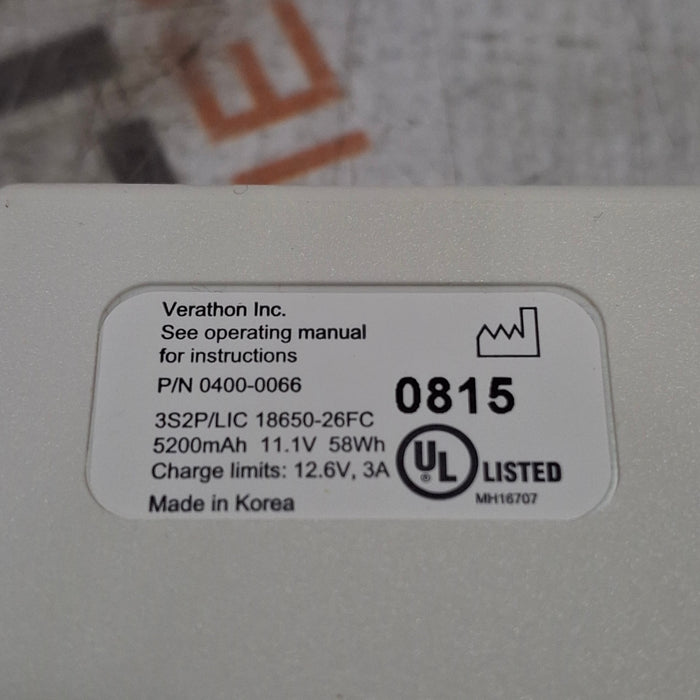 Verathon Inc.
See operating manual
for instructions
P/N 0400-0066
3S2P/LIC 18650-26FC
5200mAh 11.1V 58Wh
Charge limits: 12.6V, 3A
Made in Korea
0815
UL® LISTED
MH16707
IE